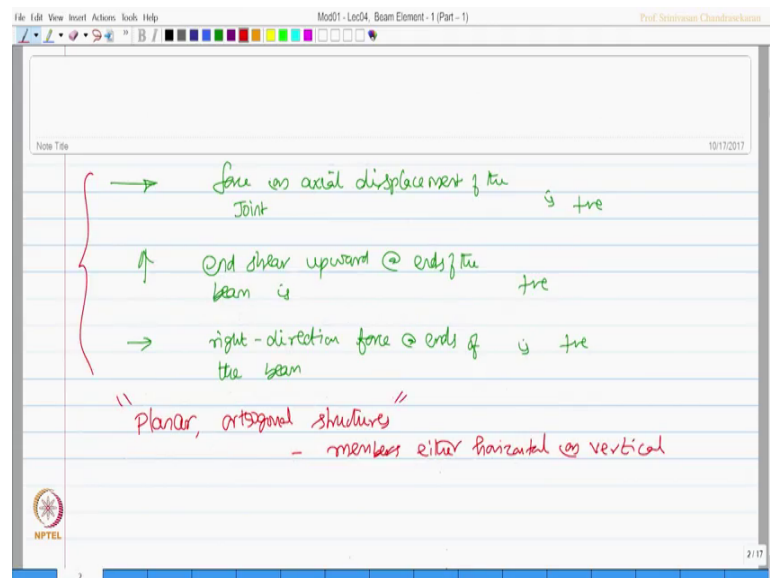 File Edit View Insert Actions Tools Help
Mod01 - Lec04, Beam Element - 1 (Part – 1)
Prof. Srinivasan Chandrasekaran
B I
Note Title
10/17/2017
→ force or axial displacement of the
Joint is +ve
↑ end shear upward @ ends of the
beam is +ve
→ right-direction force @ ends of is +ve
the beam
"Planar, ortogonal structures"
- members either horizontal or vertical
NPTEL
2 / 17
2